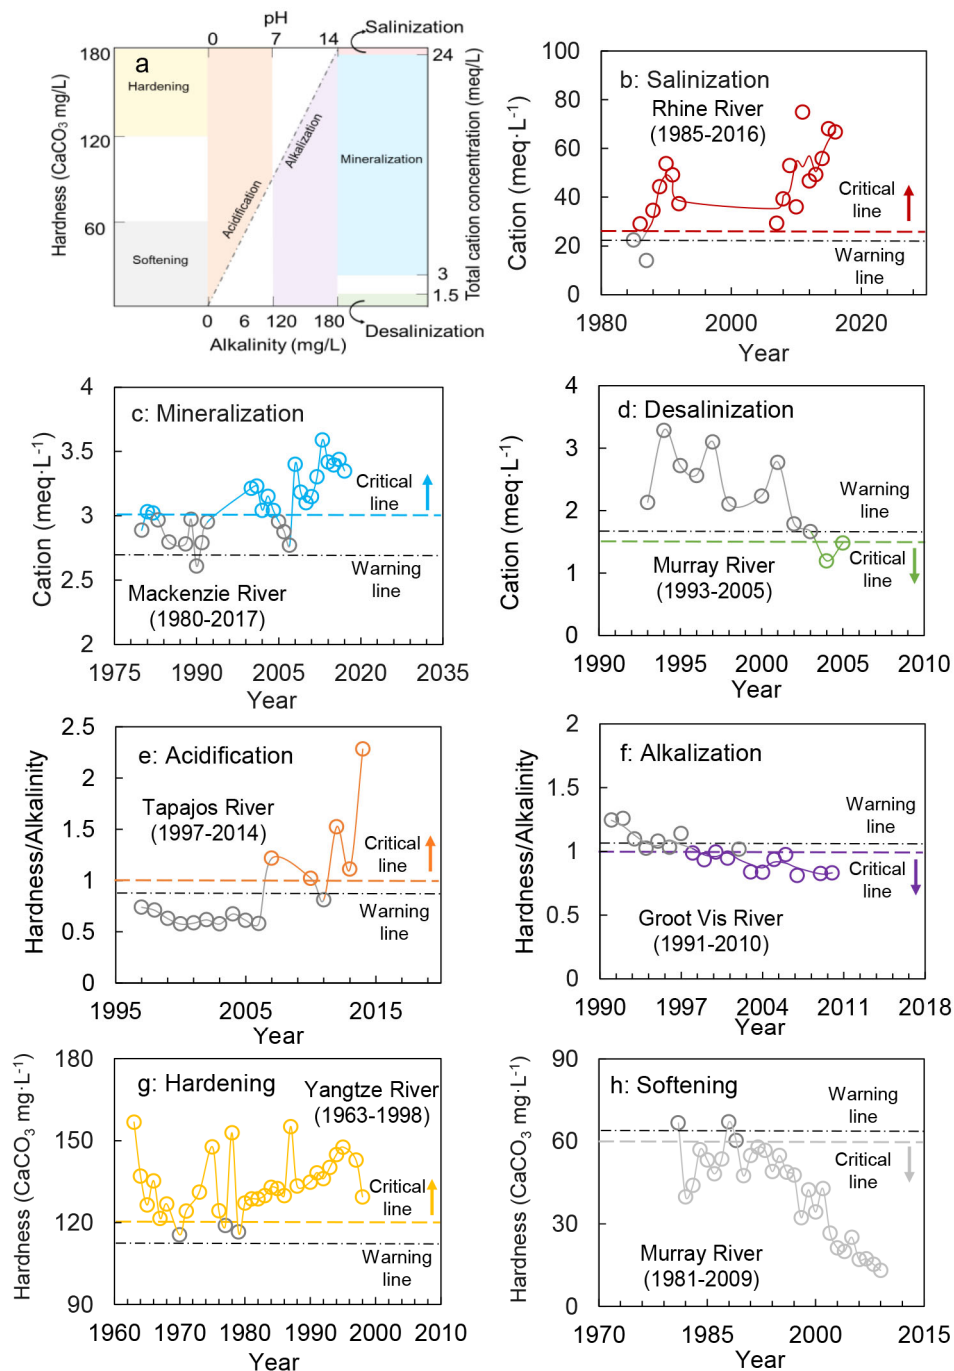 pH
0 7 14 Salinization
180 a 24
Hardening
120
60
Softening
Acidification
Alkalization
Mineralization
3
1.5
0 6 120 180
Desalinization
Alkalinity (mg/L)
Hardness (CaCO3 mg/L)
Total cation concentration (meq/L)
b: Salinization
Rhine River
(1985-2016)
Critical
line
Warning
line
100
80
60
40
20
0
1980 2000 2020
Year
Cation (meq·L-1)
c: Mineralization
Critical
line
Warning
line
Mackenzie River
(1980-2017)
4
3.5
3
2.5
2
1975 1990 2005 2020 2035
Year
Cation (meq·L-1)
d: Desalinization
Warning
line
Critical
line
Murray River
(1993-2005)
4
3
2
1
0
1990 1995 2000 2005 2010
Year
Cation (meq·L-1)
e: Acidification
Tapajos River
(1997-2014)
Critical
line
Warning
line
2.5
2
1.5
1
0.5
0
1995 2005 2015
Year
Hardness/Alkalinity
f: Alkalization
Warning
line
Critical
line
Groot Vis River
(1991-2010)
2
1.5
1
0.5
0
1990 1997 2004 2011 2018
Year
Hardness/Alkalinity
g: Hardening
Yangtze River
(1963-1998)
Critical
line
Warning
line
180
150
120
90
1960 1970 1980 1990 2000 2010
Year
Hardness (CaCO3 mg·L-1)
h: Softening
Warning
line
Critical
line
Murray River
(1981-2009)
90
60
30
0
1970 1985 2000 2015
Year
Hardness (CaCO3 mg·L-1)